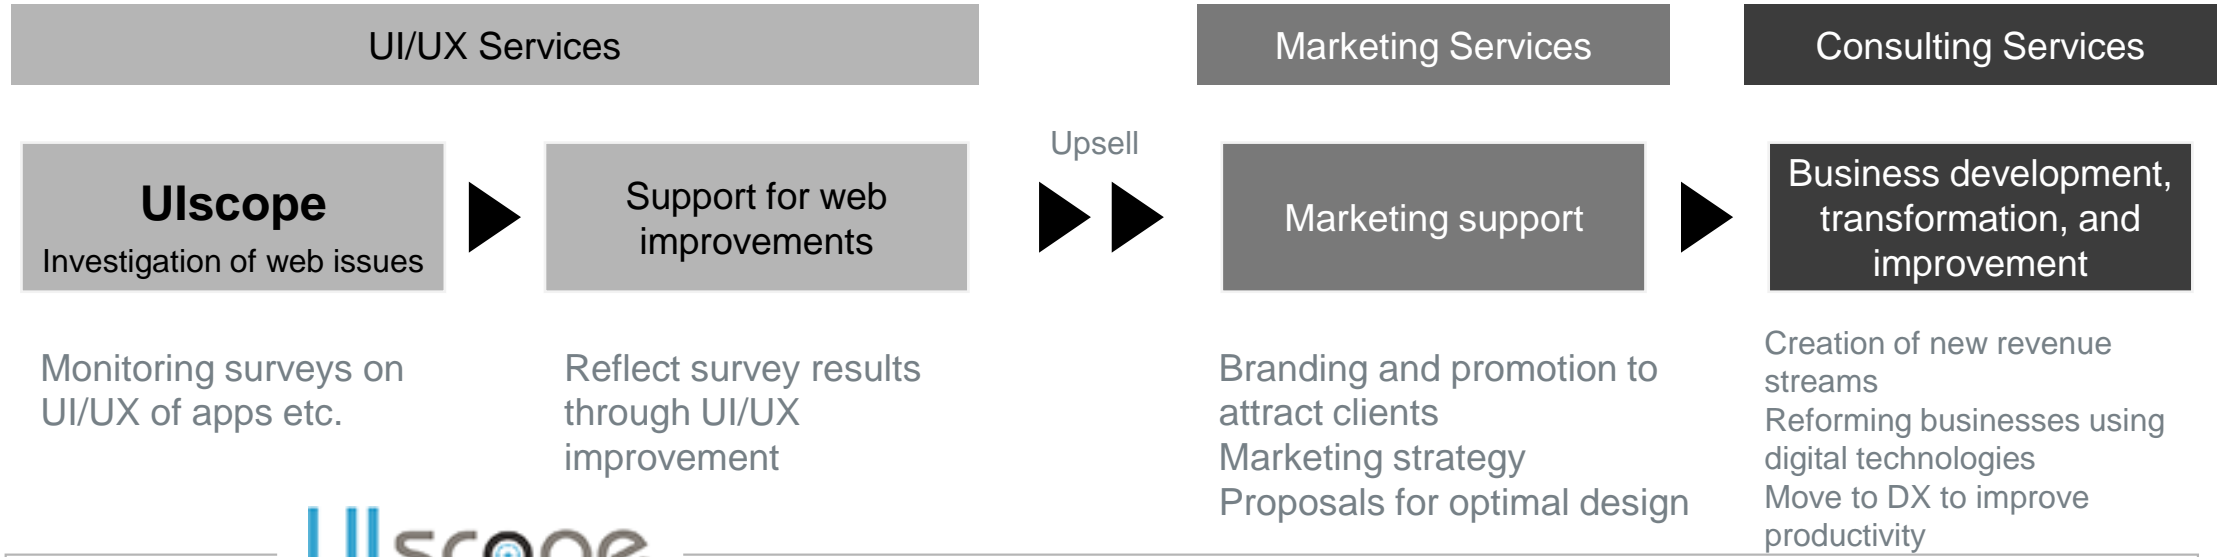 UI/UX Services
Marketing Services
Consulting Services
UIscope
Investigation of web issues
Support for web
improvements
Upsell
Marketing support
Business development,
transformation, and
improvement
Monitoring surveys on
UI/UX of apps etc.
Reflect survey results
through UI/UX
improvement
Branding and promotion to
attract clients
Marketing strategy
Proposals for optimal design
Creation of new revenue
streams
Reforming businesses using
digital technologies
Move to DX to improve
productivity
UIscope